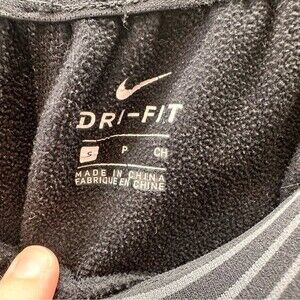 DRI-FIT
S P CH
MADE IN CHINA
FABRIQUÉ EN CHINE